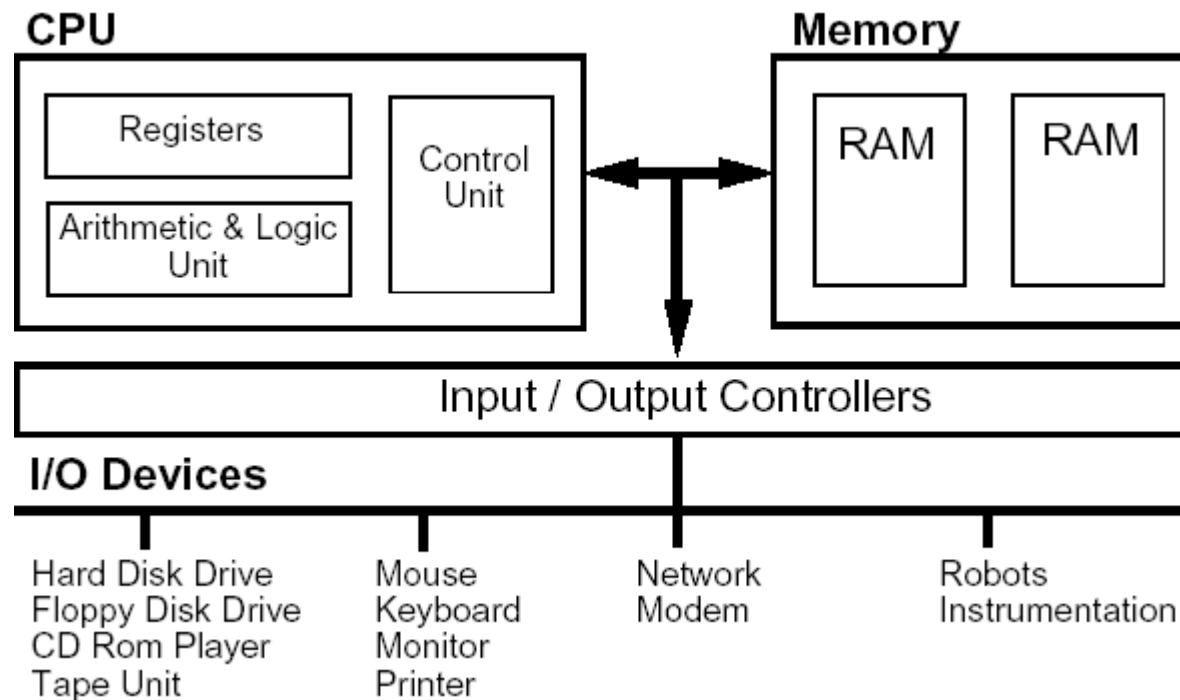 CPU
Memory
Registers
Arithmetic & Logic
Unit
Control
Unit
RAM
RAM
Input / Output Controllers
I/O Devices
Hard Disk Drive
Floppy Disk Drive
CD Rom Player
Tape Unit
Mouse
Keyboard
Monitor
Printer
Network
Modem
Robots
Instrumentation